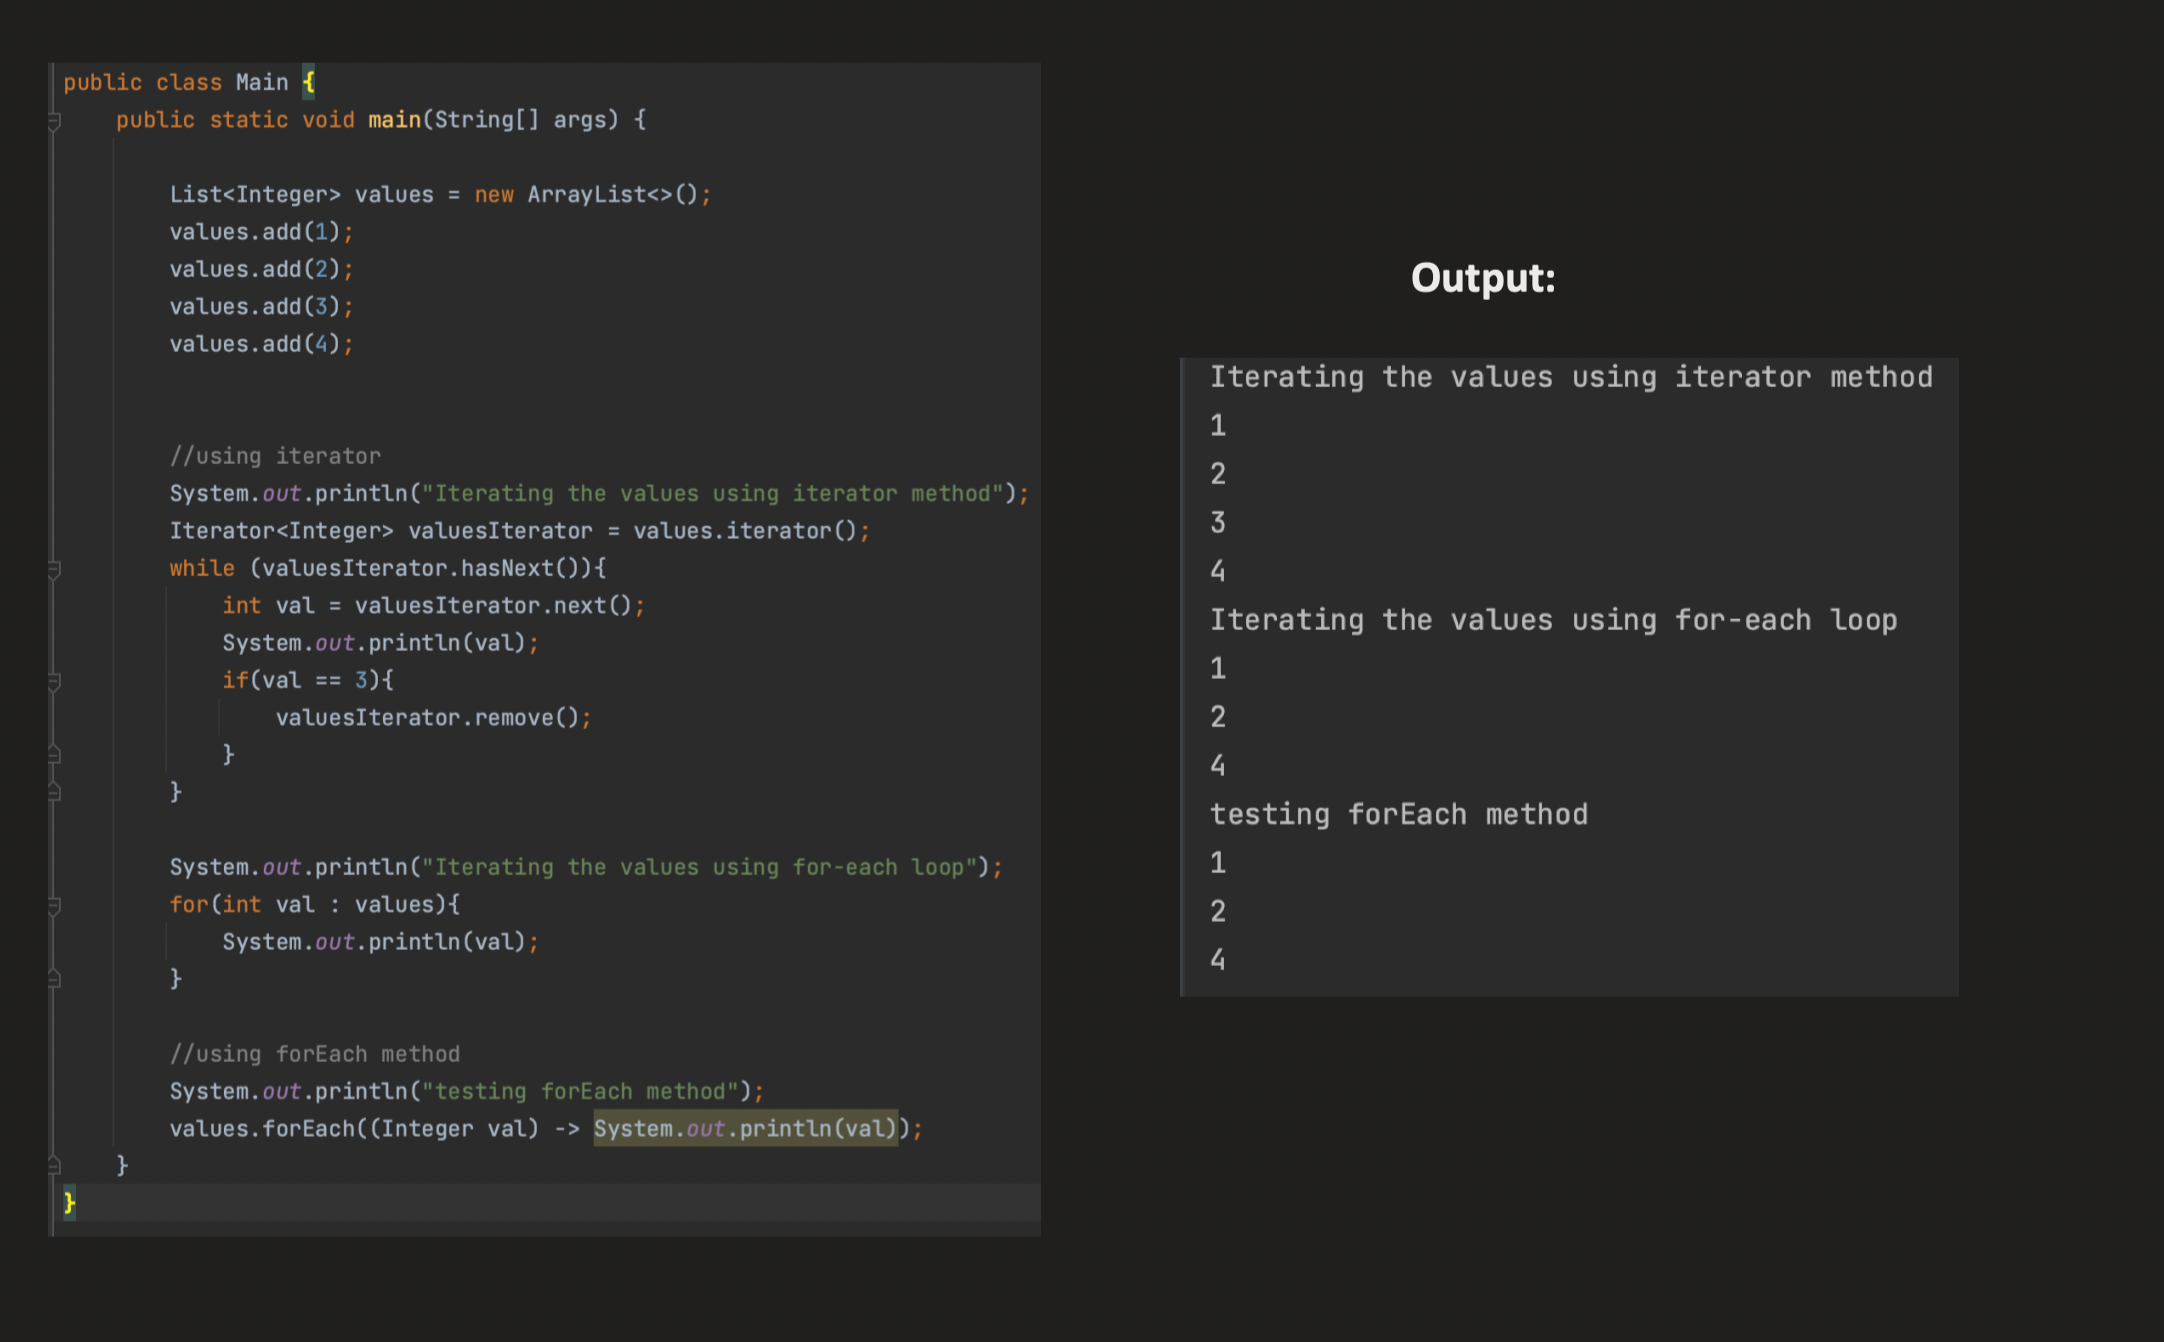 public class Main {
    public static void main(String[] args) {
        List<Integer> values = new ArrayList<>();
        values.add(1);
        values.add(2);
        values.add(3);
        values.add(4);
        //using iterator
        System.out.println("Iterating the values using iterator method");
        Iterator<Integer> valuesIterator = values.iterator();
        while (valuesIterator.hasNext()){
            int val = valuesIterator.next();
            System.out.println(val);
            if(val == 3){
                valuesIterator.remove();
            }
        }
        System.out.println("Iterating the values using for-each loop");
        for(int val : values){
            System.out.println(val);
        }
        //using forEach method
        System.out.println("testing forEach method");
        values.forEach((Integer val) -> System.out.println(val));
    }
}
Output:
Iterating the values using iterator method
1
2
3
4
Iterating the values using for-each loop
1
2
4
testing forEach method
1
2
4